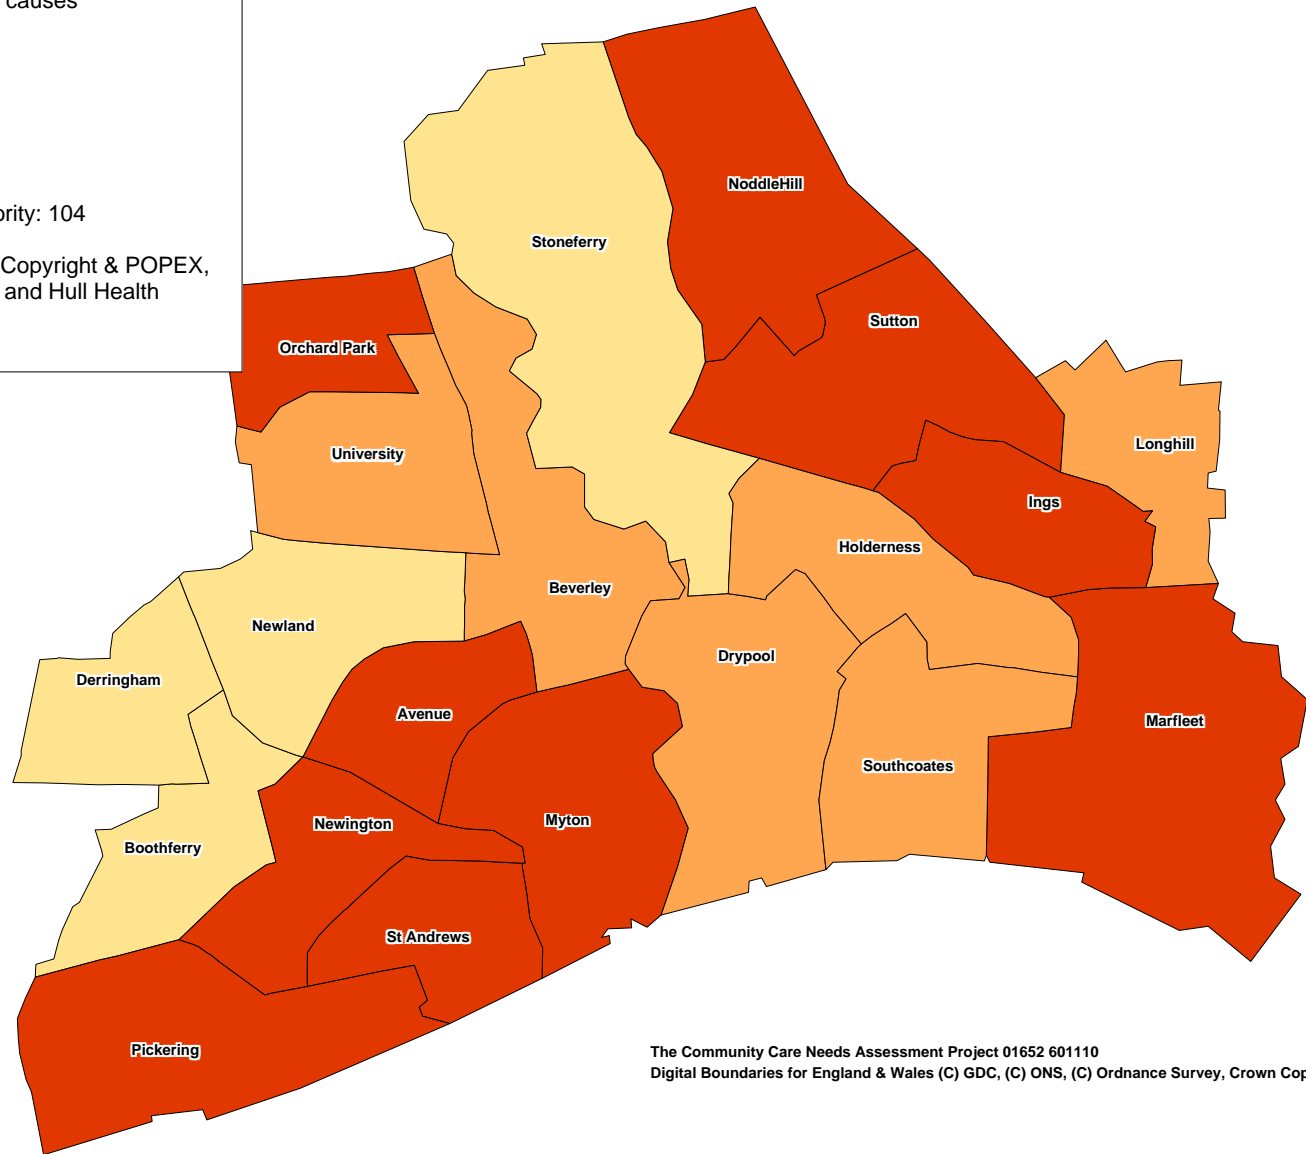 causes
ority: 104
Copyright & POPEX,
and Hull Health
NoddleHill
Stoneferry
Sutton
Orchard Park
Longhill
University
Ings
Holderness
Beverley
Newland
Drypool
Derringham
Avenue
Marfleet
Southcoates
Newington
Myton
Boothferry
St Andrews
Pickering
The Community Care Needs Assessment Project 01652 601110
Digital Boundaries for England & Wales (C) GDC, (C) ONS, (C) Ordnance Survey, Crown Cop